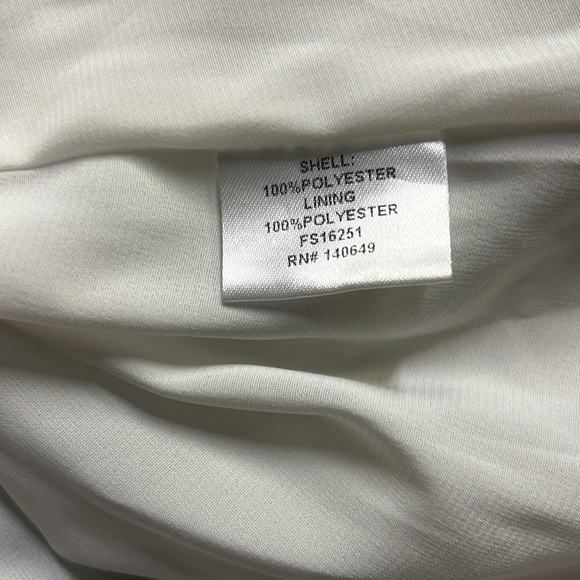 SHELL:
100%POLYESTER
LINING
100%POLYESTER
FS16251
RN# 140649